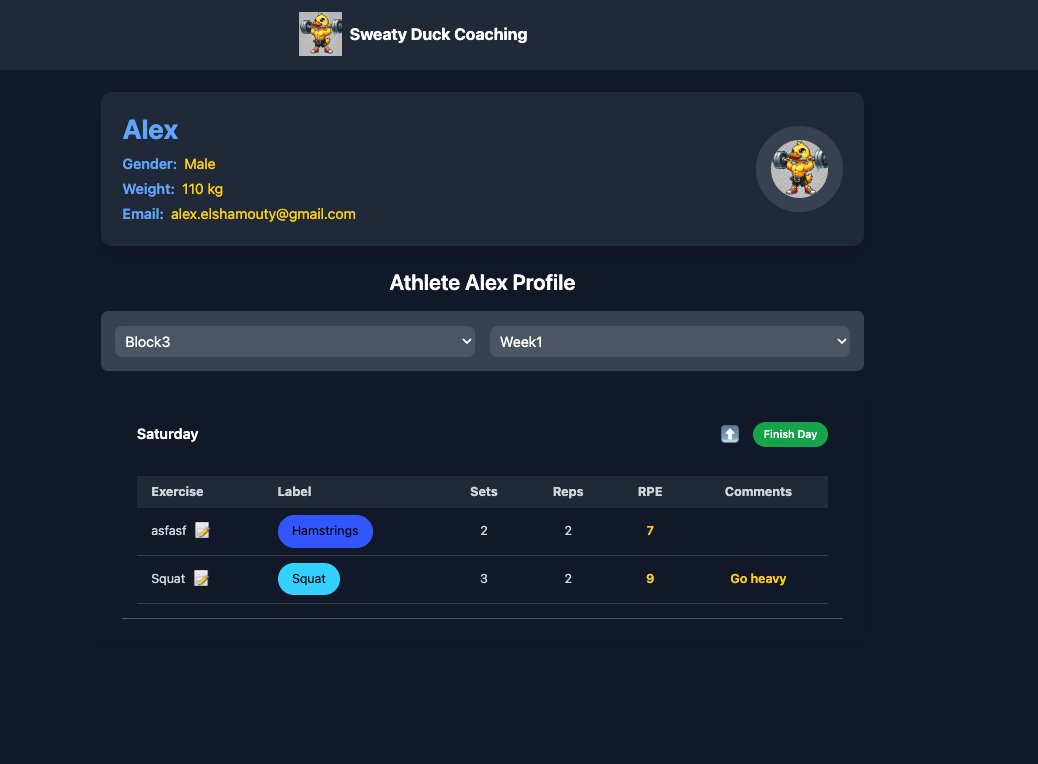 Sweaty Duck Coaching
Alex
Gender: Male
Weight: 110 kg
Email: alex.elshamouty@gmail.com
Athlete Alex Profile
Block3 Week1
Saturday Finish Day
Exercise Label Sets Reps RPE Comments
asfasf Hamstrings 2 2 7
Squat Squat 3 2 9 Go heavy